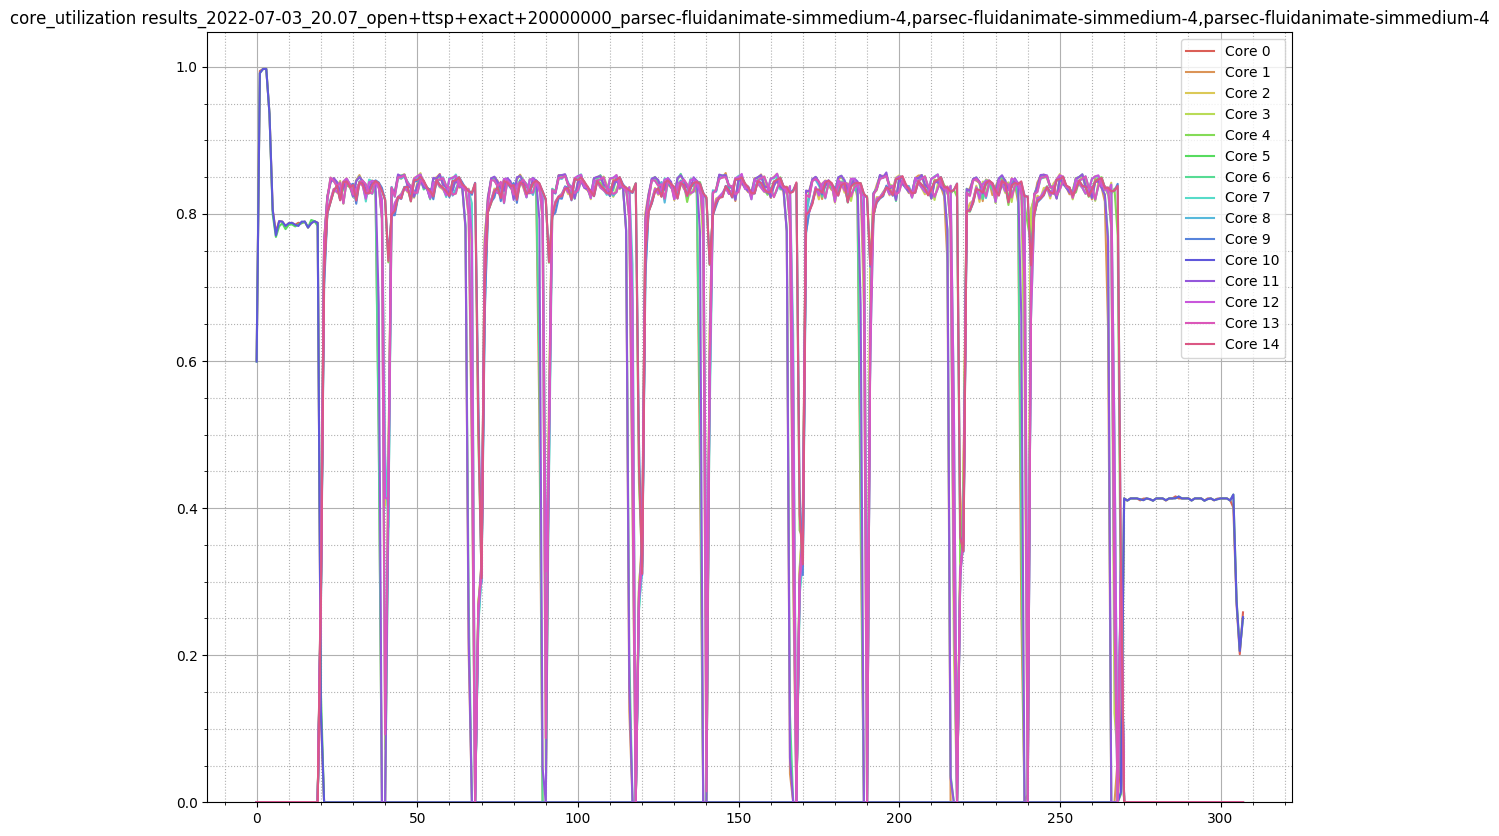 core_utilization results_2022-07-03_20.07_open+ttsp+exact+20000000_parsec-fluidanimate-simmedium-4,parsec-fluidanimate-simmedium-4,parsec-fluidanimate-simmedium-4
1.0
0.8
0.6
0.4
0.2
0.0
0 50 100 150 200 250 300
Core 0
Core 1
Core 2
Core 3
Core 4
Core 5
Core 6
Core 7
Core 8
Core 9
Core 10
Core 11
Core 12
Core 13
Core 14